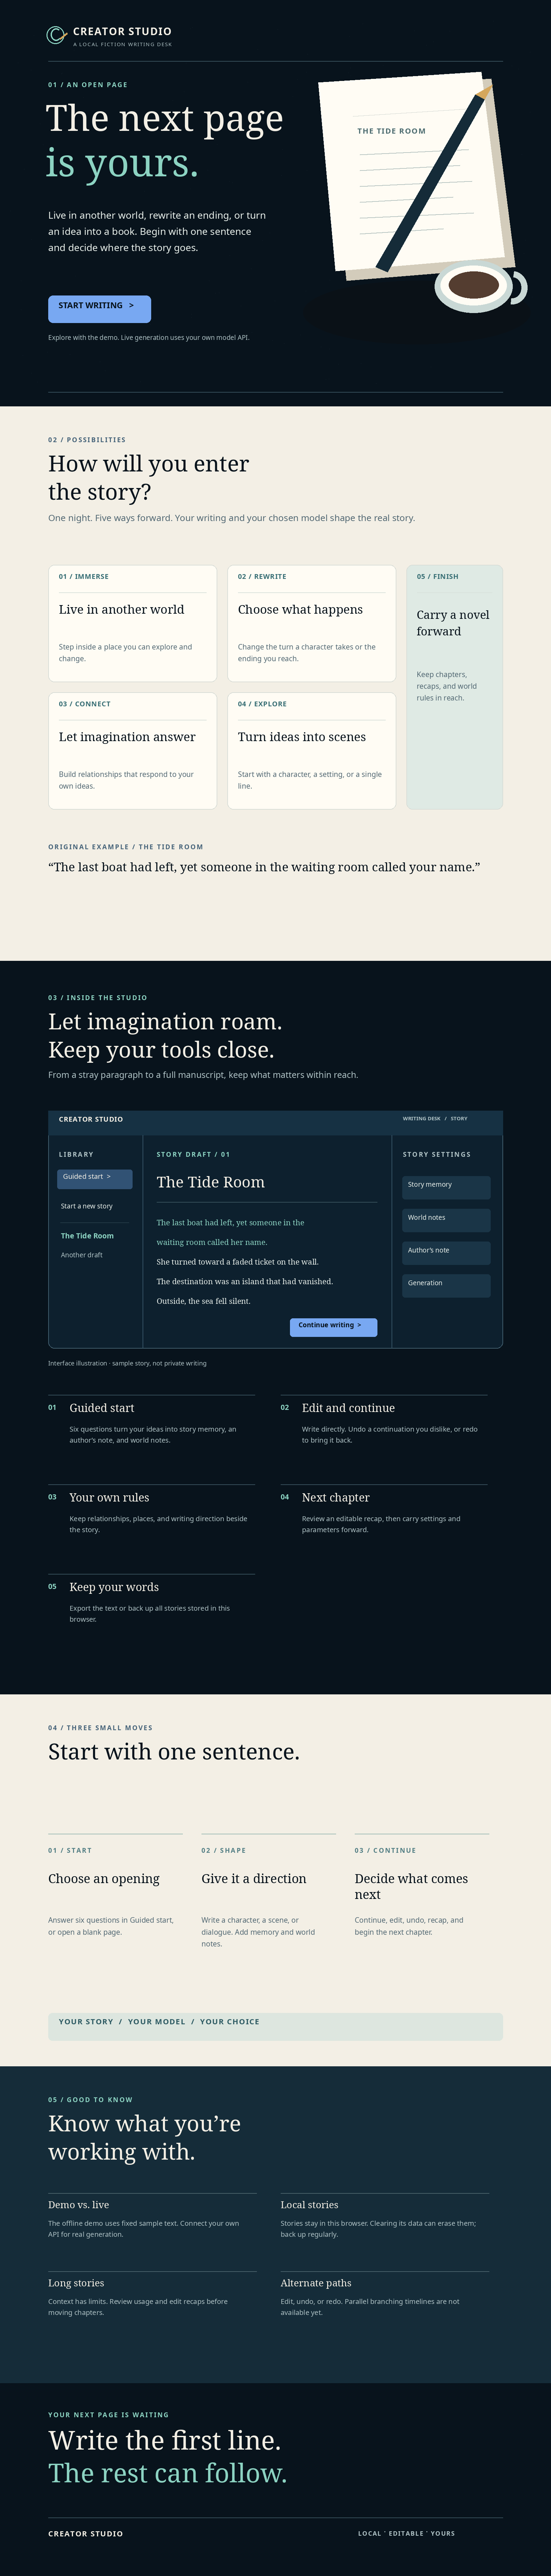 CREATOR STUDIO
A LOCAL FICTION WRITING DESK
01 / AN OPEN PAGE
The next page
is yours.
Live in another world, rewrite an ending, or turn
an idea into a book. Begin with one sentence
and decide where the story goes.
START WRITING >
Explore with the demo. Live generation uses your own model API.
THE TIDE ROOM
02 / POSSIBILITIES
How will you enter
the story?
One night. Five ways forward. Your writing and your chosen model shape the real story.
01 / IMMERSE
Live in another world
Step inside a place you can explore and
change.
02 / REWRITE
Choose what happens
Change the turn a character takes or the
ending you reach.
05 / FINISH
Carry a novel
forward
Keep chapters,
recaps, and world
rules in reach.
03 / CONNECT
Let imagination answer
Build relationships that respond to your
own ideas.
04 / EXPLORE
Turn ideas into scenes
Start with a character, a setting, or a single
line.
ORIGINAL EXAMPLE / THE TIDE ROOM
“The last boat had left, yet someone in the waiting room called your name.”
03 / INSIDE THE STUDIO
Let imagination roam.
Keep your tools close.
From a stray paragraph to a full manuscript, keep what matters within reach.
CREATOR STUDIO
WRITING DESK / STORY
LIBRARY
Guided start >
Start a new story
The Tide Room
Another draft
STORY DRAFT / 01
The Tide Room
The last boat had left, yet someone in the
waiting room called her name.
She turned toward a faded ticket on the wall.
The destination was an island that had vanished.
Outside, the sea fell silent.
Continue writing >
STORY SETTINGS
Story memory
World notes
Author's note
Generation
Interface illustration · sample story, not private writing
01 Guided start
Six questions turn your ideas into story memory, an
author's note, and world notes.
02 Edit and continue
Write directly. Undo a continuation you dislike, or redo
to bring it back.
03 Your own rules
Keep relationships, places, and writing direction beside
the story.
04 Next chapter
Review an editable recap, then carry settings and
parameters forward.
05 Keep your words
Export the text or back up all stories stored in this
browser.
04 / THREE SMALL MOVES
Start with one sentence.
01 / START
Choose an opening
Answer six questions in Guided start,
or open a blank page.
02 / SHAPE
Give it a direction
Write a character, a scene, or
dialogue. Add memory and world
notes.
03 / CONTINUE
Decide what comes
next
Continue, edit, undo, recap, and
begin the next chapter.
YOUR STORY / YOUR MODEL / YOUR CHOICE
05 / GOOD TO KNOW
Know what you’re
working with.
Demo vs. live
The offline demo uses fixed sample text. Connect your own
API for real generation.
Local stories
Stories stay in this browser. Clearing its data can erase them;
back up regularly.
Long stories
Context has limits. Review usage and edit recaps before
moving chapters.
Alternate paths
Edit, undo, or redo. Parallel branching timelines are not
available yet.
YOUR NEXT PAGE IS WAITING
Write the first line.
The rest can follow.
CREATOR STUDIO
LOCAL · EDITABLE · YOURS